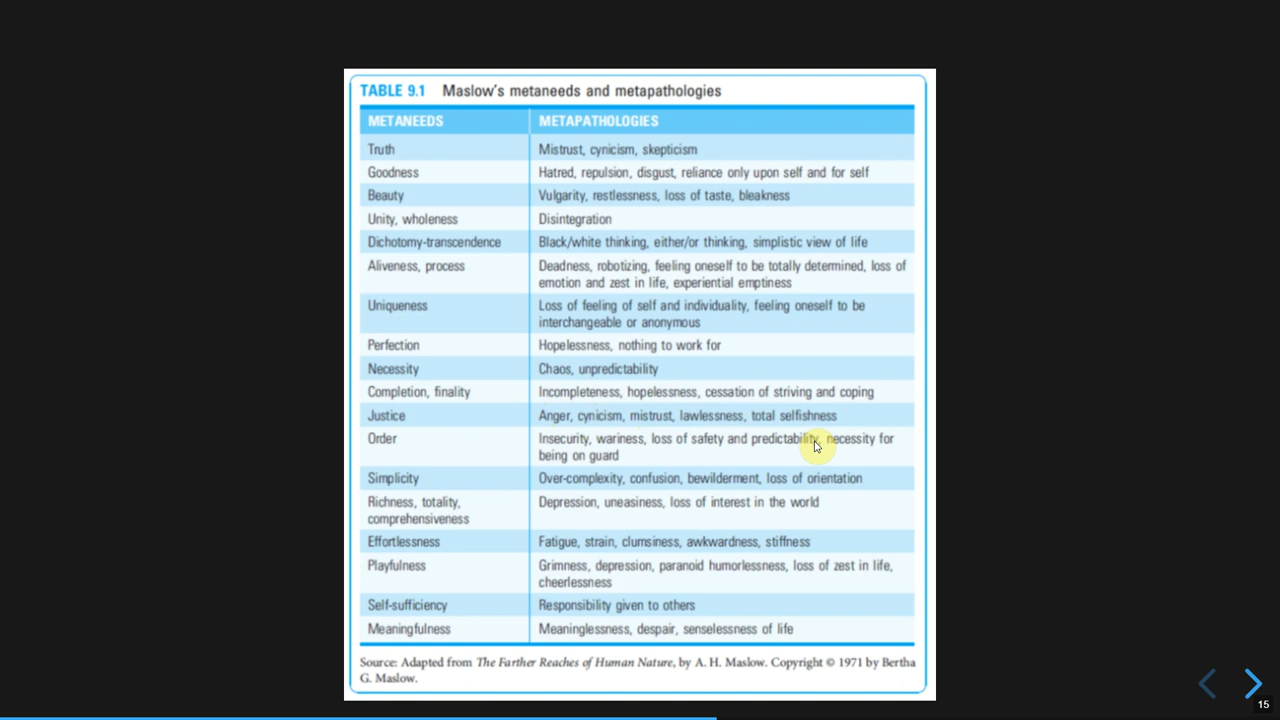 TABLE 9.1 Maslow's metaneeds and metapathologies
METANEEDS METAPATHOLOGIES
Truth Mistrust, cynicism, skepticism
Goodness Hatred, repulsion, disgust, reliance only upon self and for self
Beauty Vulgarity, restlessness, loss of taste, bleakness
Unity, wholeness Disintegration
Dichotomy-transcendence Black/white thinking, either/or thinking, simplistic view of life
Aliveness, process Deadness, robotizing, feeling oneself to be totally determined, loss of
emotion and zest in life, experiential emptiness
Uniqueness Loss of feeling of self and individuality, feeling oneself to be
interchangeable or anonymous
Perfection Hopelessness, nothing to work for
Necessity Chaos, unpredictability
Completion, finality Incompleteness, hopelessness, cessation of striving and coping
Justice Anger, cynicism, mistrust, lawlessness, total selfishness
Order Insecurity, wariness, loss of safety and predictability, necessity for
being on guard
Simplicity Over-complexity, confusion, bewilderment, loss of orientation
Richness, totality, Depression, uneasiness, loss of interest in the world
comprehensiveness
Effortlessness Fatigue, strain, clumsiness, awkwardness, stiffness
Playfulness Grimness, depression, paranoid humorlessness, loss of zest in life,
cheerlessness
Self-sufficiency Responsibility given to others
Meaningfulness Meaninglessness, despair, senselessness of life
Source: Adapted from The Farther Reaches of Human Nature, by A. H. Maslow. Copyright © 1971 by Bertha
G. Maslow.
15